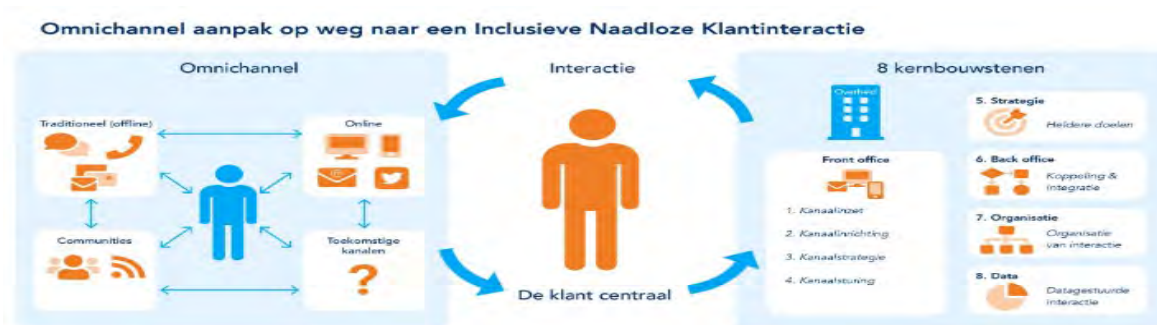 Omnichannel aanpak op weg naar een Inclusieve Naadloze Klantinteractie
Omnichannel
Traditioneel (offline)
Online
@
Communities
Toekomstige
kanalen
?
Interactie
De klant centraal
8 kernbouwstenen
Overheid
Front office
1. Kanaalinzet
2. Kanaalinrichting
3. Kanaalstrategie
4. Kanaalsturing
5. Strategie
Heldere doelen
6. Back office
Koppeling &
integratie
7. Organisatie
Organisatie
van interactie
8. Data
Datagestuurde
interactie